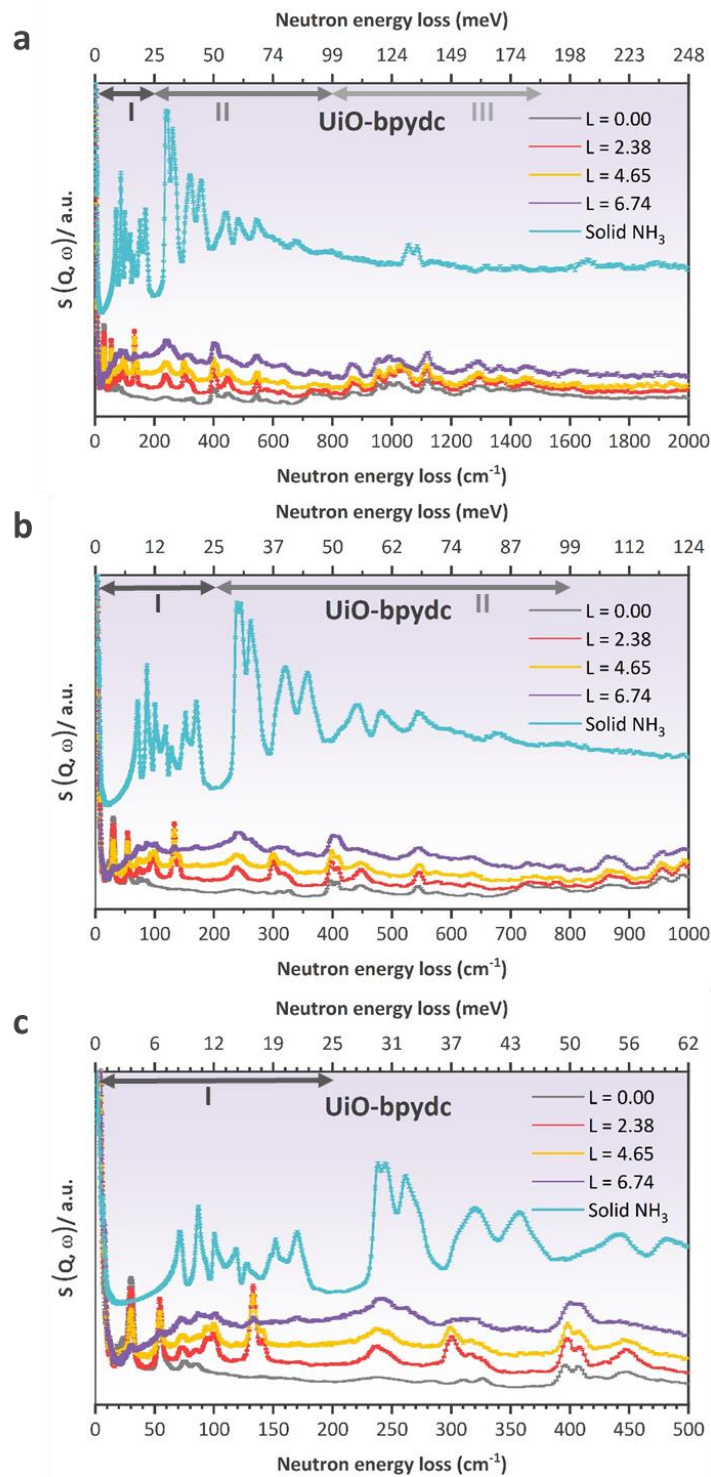 a
Neutron energy loss (meV)
0 25 50 74 99 124 149 174 198 223 248
I II III
UiO-bpydc
L = 0.00
L = 2.38
L = 4.65
L = 6.74
Solid NH₃
S (Q, ω)/ a.u.
0 200 400 600 800 1000 1200 1400 1600 1800 2000
Neutron energy loss (cm⁻¹)
b
Neutron energy loss (meV)
0 12 25 37 50 62 74 87 99 112 124
I II
UiO-bpydc
L = 0.00
L = 2.38
L = 4.65
L = 6.74
Solid NH₃
S (Q, ω)/ a.u.
0 100 200 300 400 500 600 700 800 900 1000
Neutron energy loss (cm⁻¹)
c
Neutron energy loss (meV)
0 6 12 19 25 31 37 43 50 56 62
I
UiO-bpydc
L = 0.00
L = 2.38
L = 4.65
L = 6.74
Solid NH₃
S (Q, ω)/ a.u.
0 50 100 150 200 250 300 350 400 450 500
Neutron energy loss (cm⁻¹)